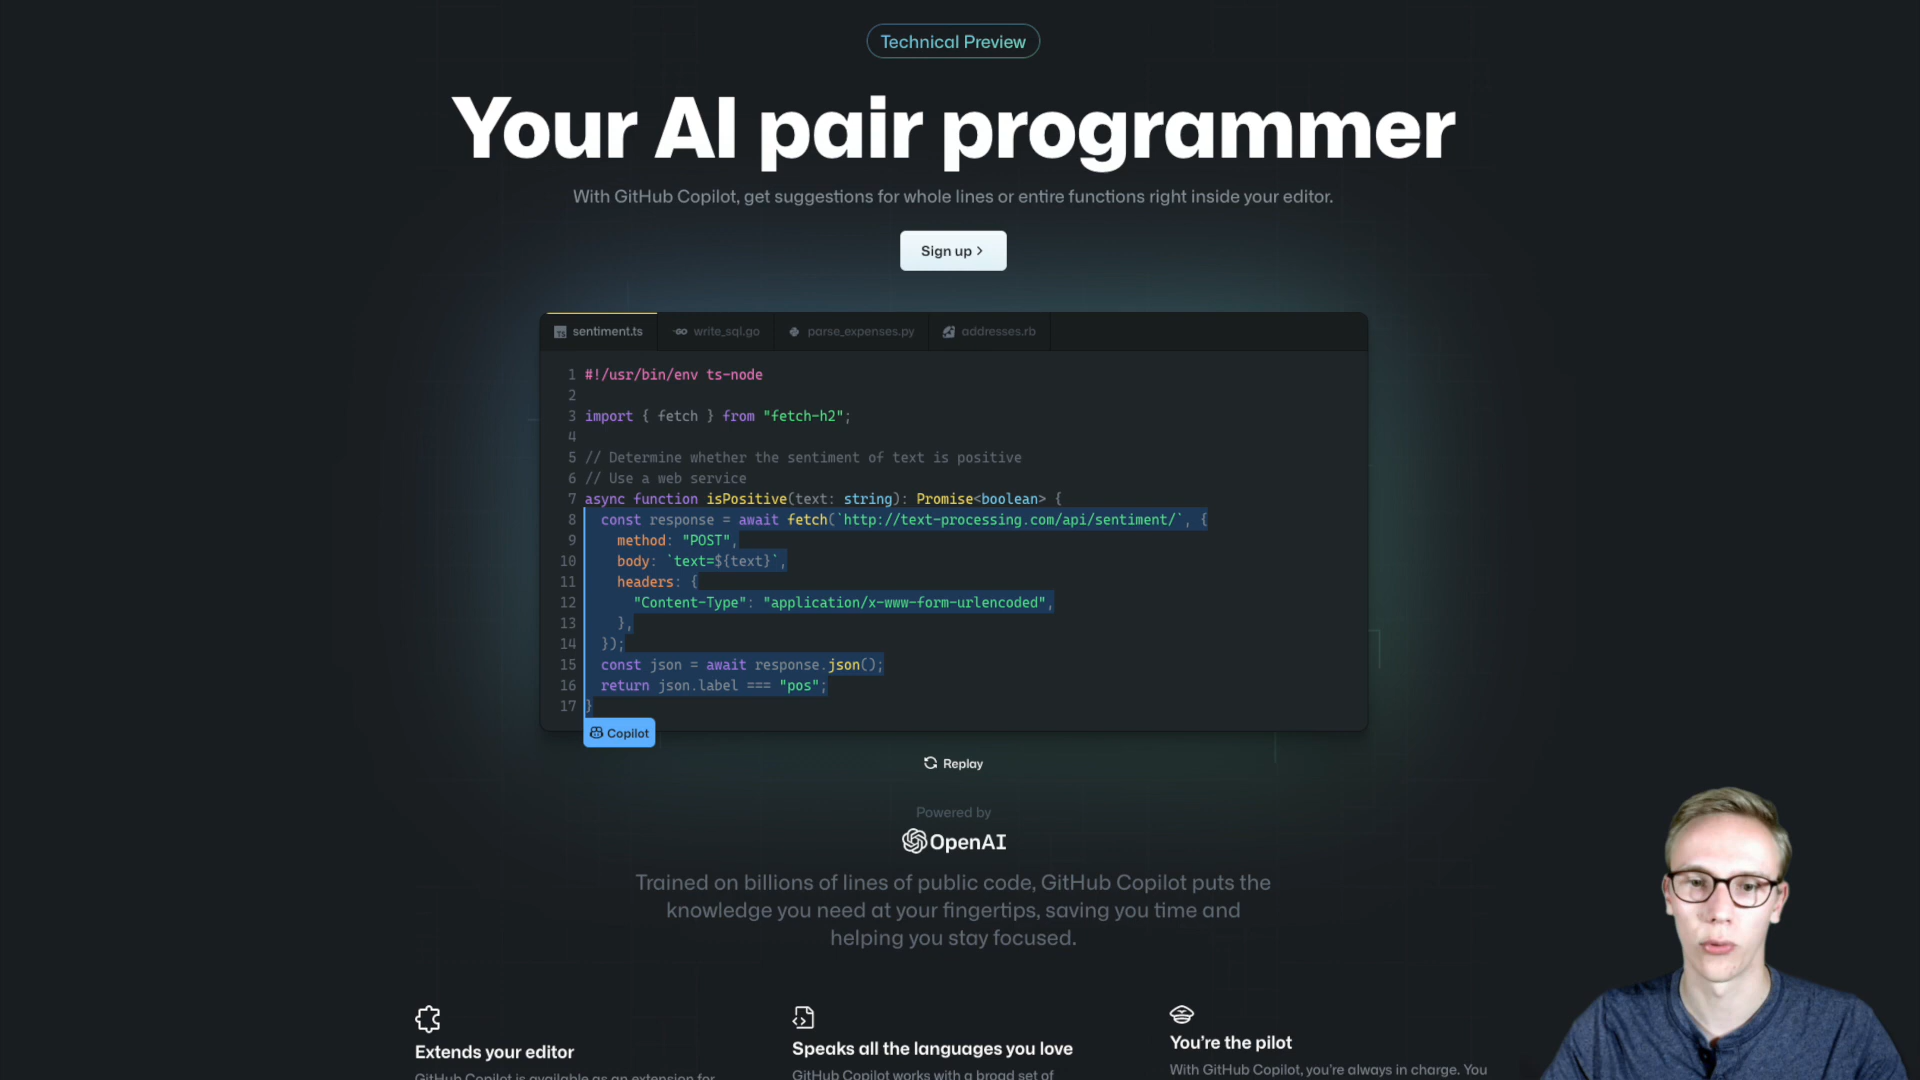 Technical Preview
Your AI pair programmer
With GitHub Copilot, get suggestions for whole lines or entire functions right inside your editor.
Sign up >
sentiment.ts write_sql.go parse_expenses.py addresses.rb
1 #!/usr/bin/env ts-node
2
3 import { fetch } from "fetch-h2";
4
5 // Determine whether the sentiment of text is positive
6 // Use a web service
7 async function isPositive(text: string): Promise<boolean> {
8 const response = await fetch(`http://text-processing.com/api/sentiment/`, {
9 method: "POST",
10 body: `text=${text}`,
11 headers: {
12 "Content-Type": "application/x-www-form-urlencoded",
13 },
14 });
15 const json = await response.json();
16 return json.label === "pos";
17 }
Copilot
Replay
Powered by
OpenAI
Trained on billions of lines of public code, GitHub Copilot puts the
knowledge you need at your fingertips, saving you time and
helping you stay focused.
Extends your editor
GitHub Copilot is available as an extension for
Speaks all the languages you love
GitHub Copilot works with a broad set of
You're the pilot
With GitHub Copilot, you're always in charge. You